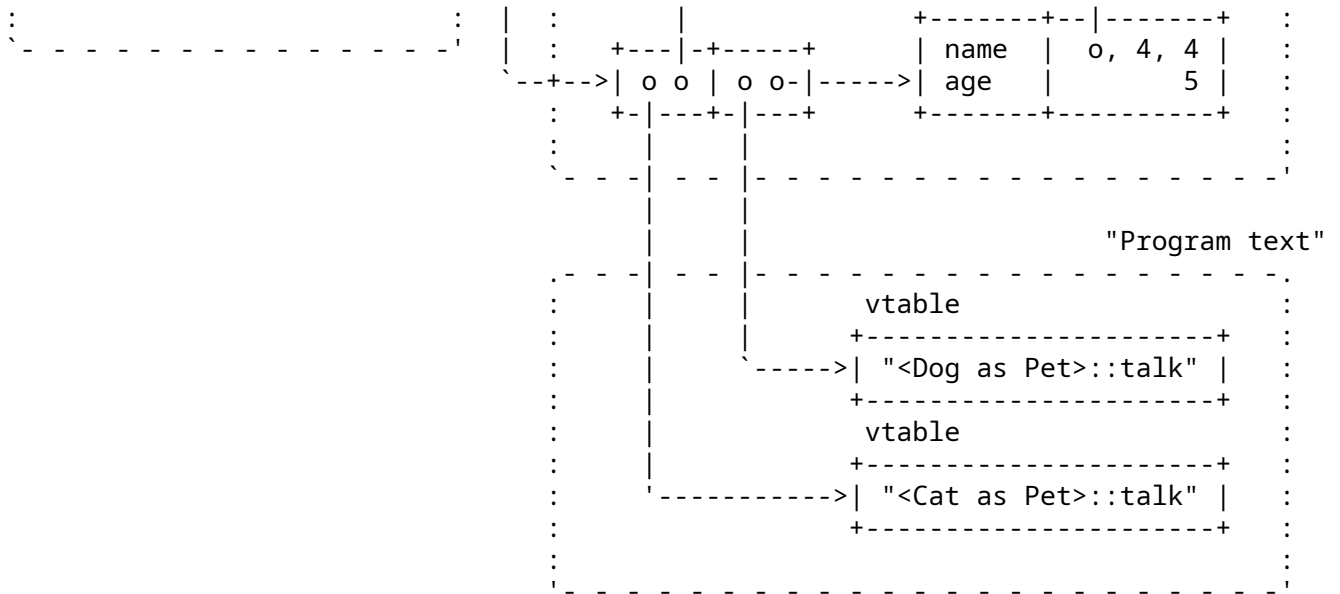 name o, 4, 4
o o o o
age 5
"Program text"
vtable
"<Dog as Pet>::talk"
vtable
"<Cat as Pet>::talk"